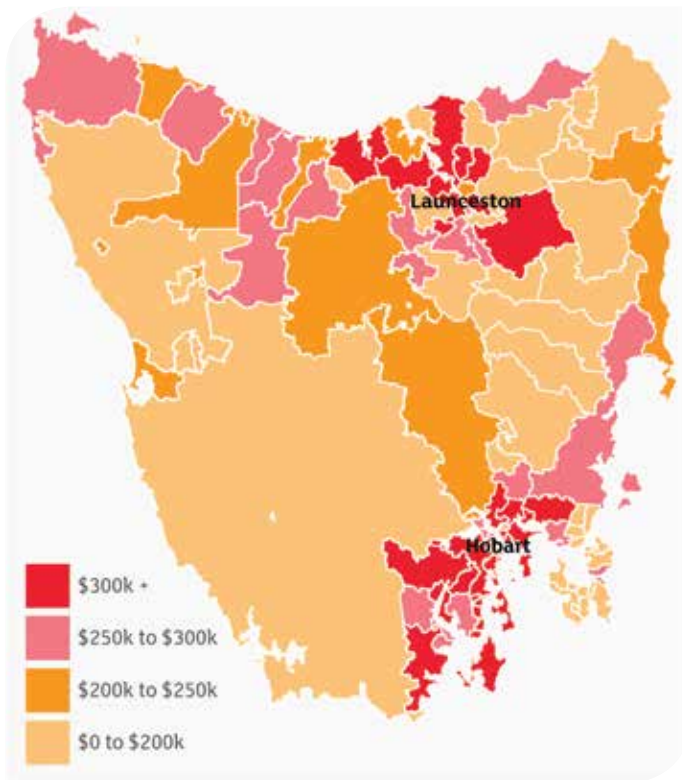 Launceston
Hobart
$300k +
$250k to $300k
$200k to $250k
$0 to $200k